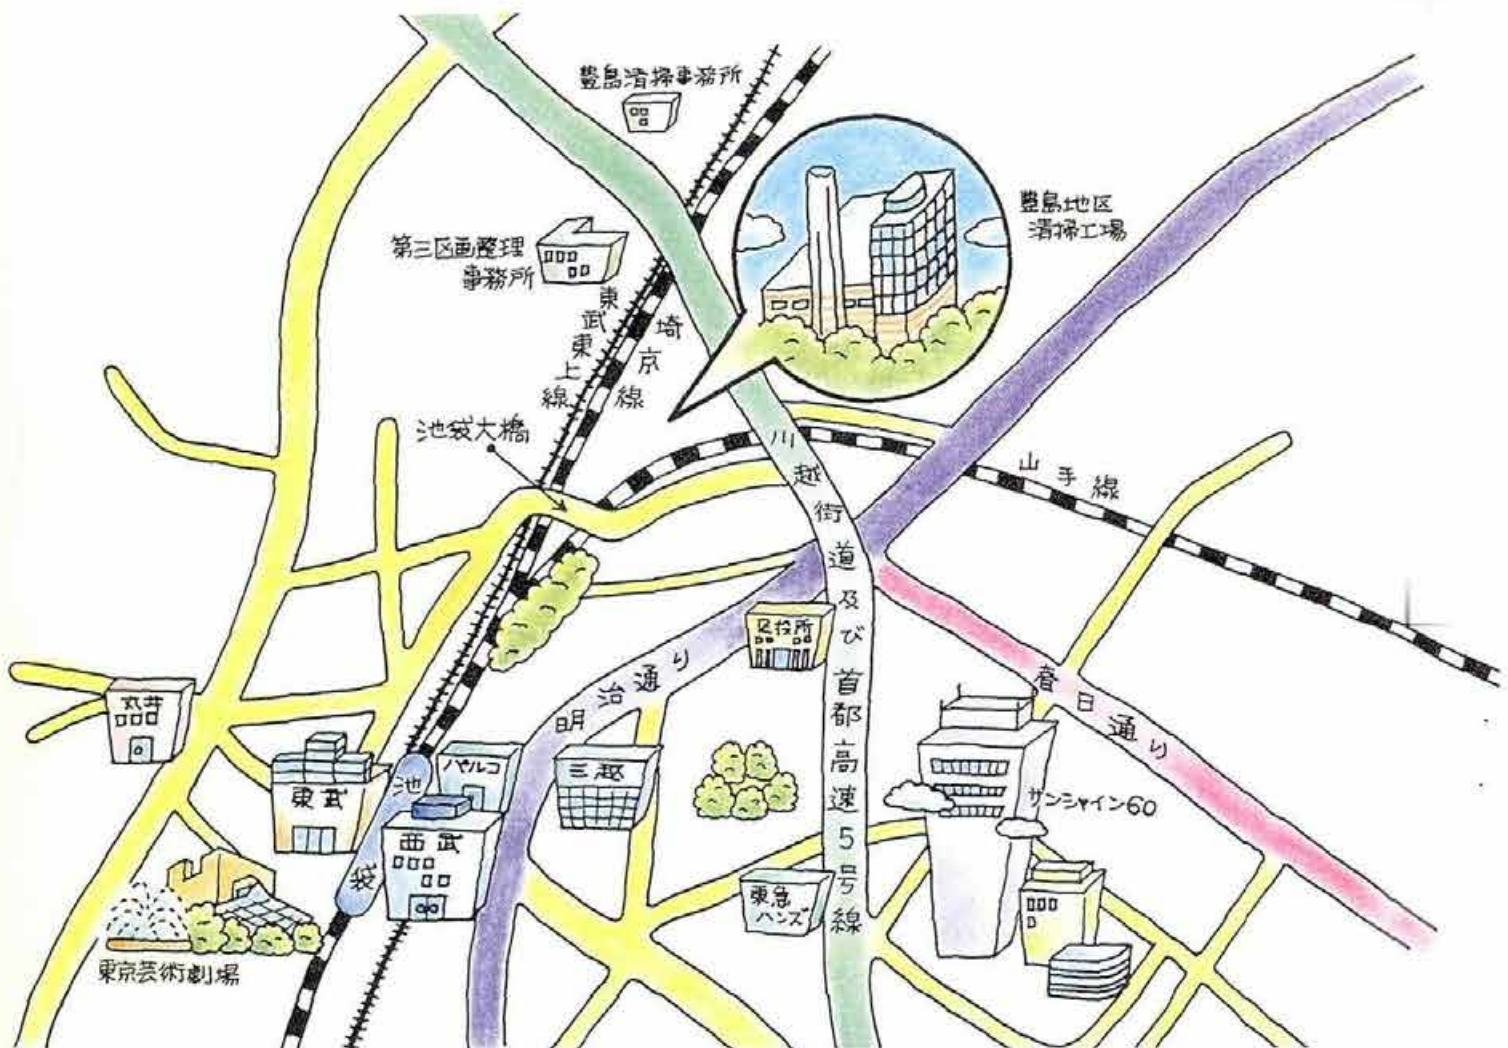 豊島清掃事務所
豊島地区
清掃工場
第三区画整理
事務所
東武東上線
埼京線
池袋大橋
川越街道及び首都高速5号線
山手線
区役所
明治通り
春日通り
丸井
東武
池袋
パルコ
西武
三越
サンシャイン60
東急
ハンズ
東京芸術劇場